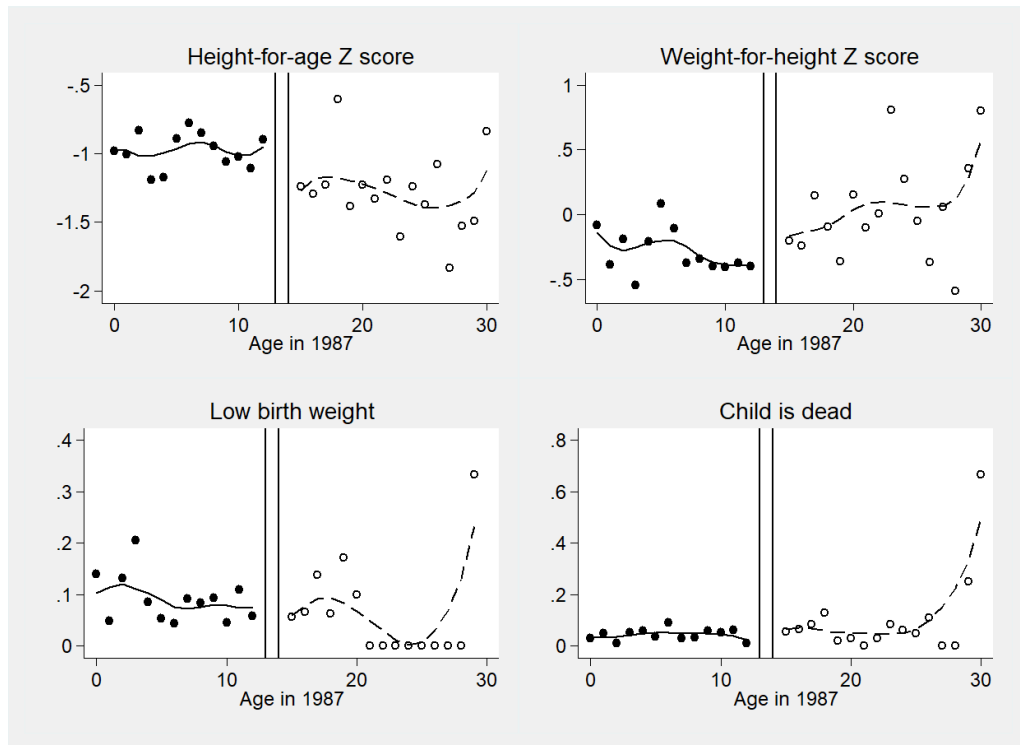 Height-for-age Z score
-.5
-1
-1.5
-2
0 10 20 30
Age in 1987
Weight-for-height Z score
1
.5
0
-.5
0 10 20 30
Age in 1987
Low birth weight
.4
.3
.2
.1
0
0 10 20 30
Age in 1987
Child is dead
.8
.6
.4
.2
0
0 10 20 30
Age in 1987